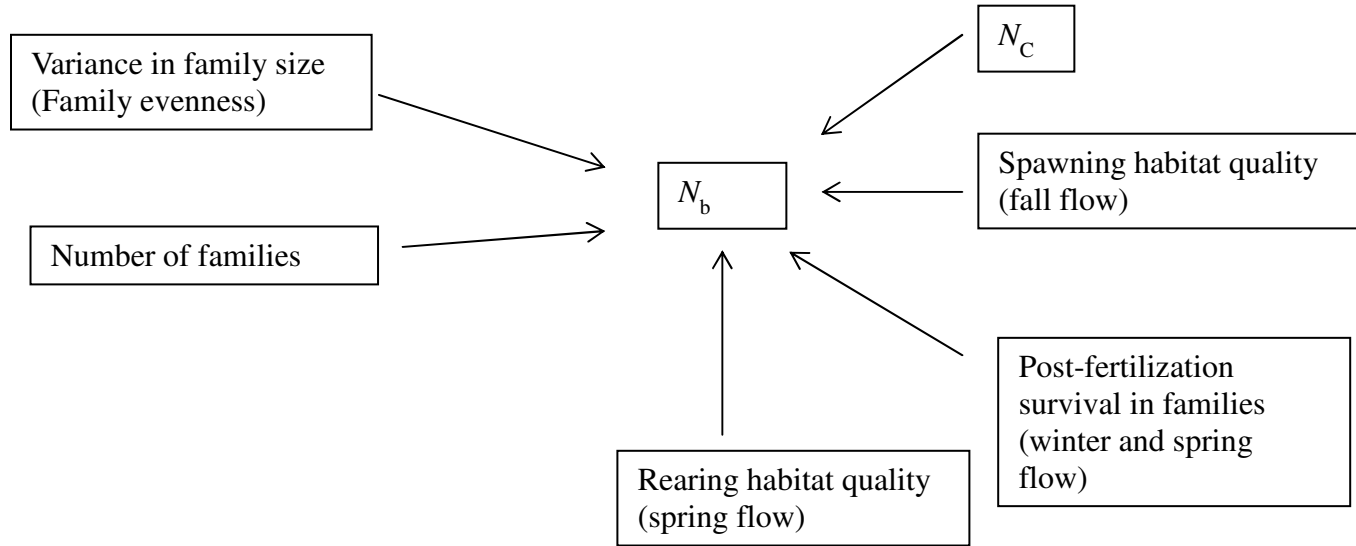 Variance in family size
(Family evenness)
N_C
N_b
Spawning habitat quality
(fall flow)
Number of families
Post-fertilization
survival in families
(winter and spring
flow)
Rearing habitat quality
(spring flow)